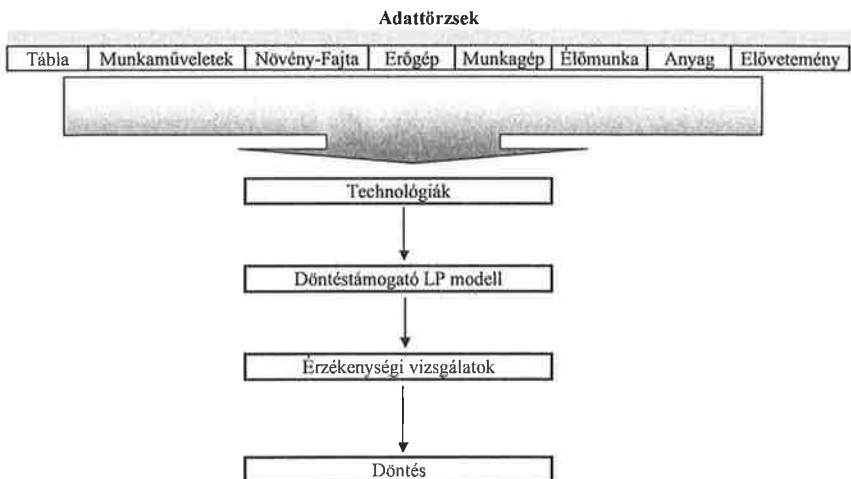 Adattörzsek
Tábla Munkaműveletek Növény-Fajta Erőgép Munkagép Élőmunka Anyag Elővetemény
Technológiák
Döntéstámogató LP modell
Érzékenységi vizsgálatok
Döntés